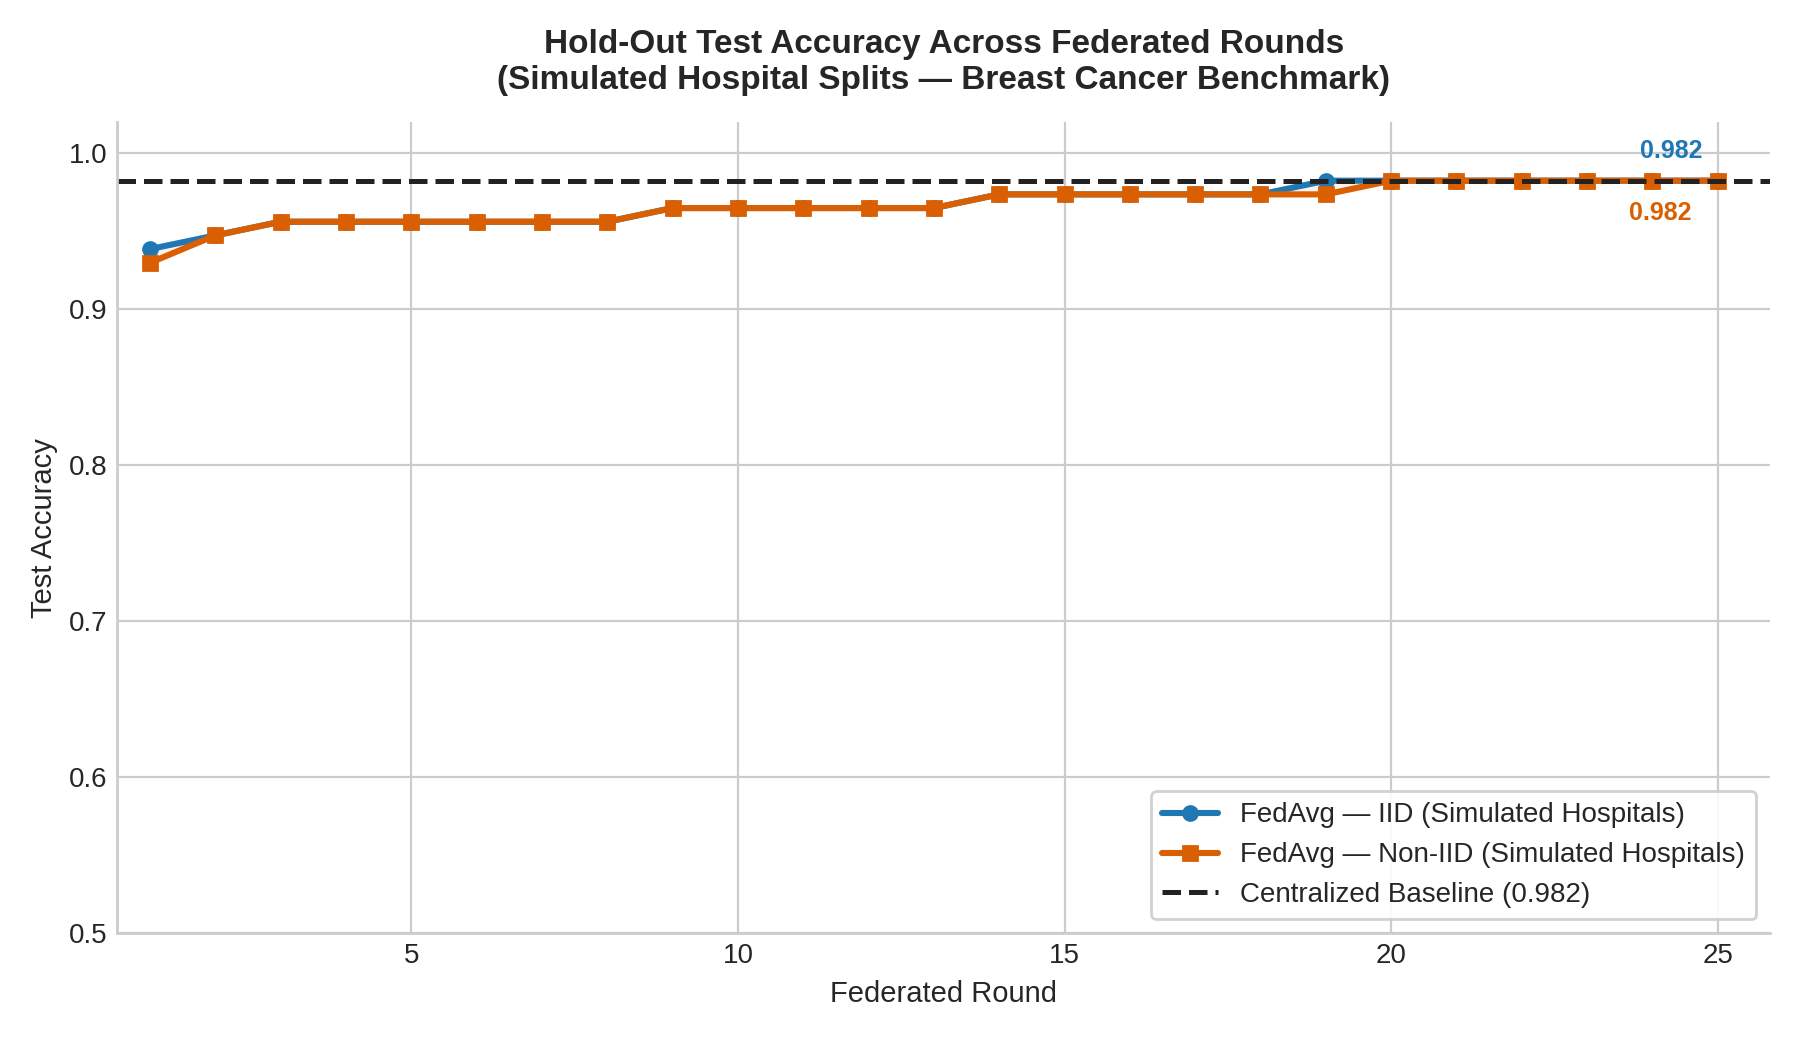 Hold-Out Test Accuracy Across Federated Rounds
(Simulated Hospital Splits — Breast Cancer Benchmark)
Test Accuracy
1.0
0.9
0.8
0.7
0.6
0.5
0.982
0.982
FedAvg — IID (Simulated Hospitals)
FedAvg — Non-IID (Simulated Hospitals)
Centralized Baseline (0.982)
5 10 15 20 25
Federated Round